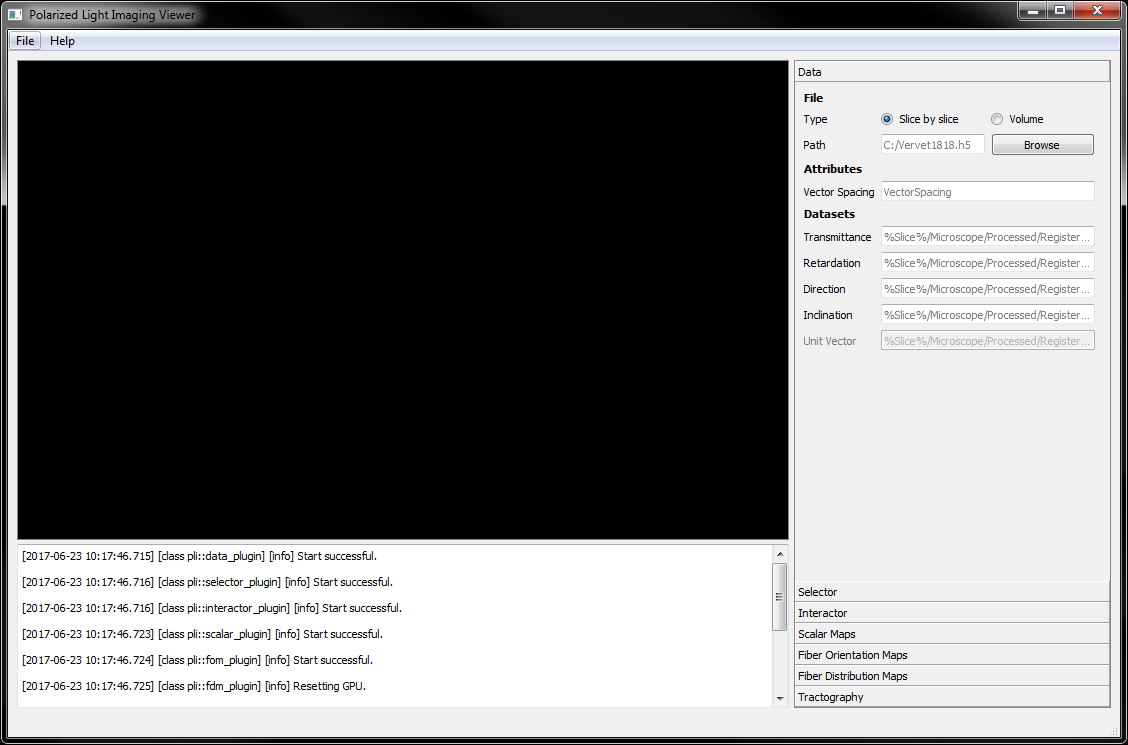 Polarized Light Imaging Viewer
File Help
Data
File
Type Slice by slice Volume
Path C:/Vervet1818.h5 Browse
Attributes
Vector Spacing VectorSpacing
Datasets
Transmittance %Slice%/Microscope/Processed/Register...
Retardation %Slice%/Microscope/Processed/Register...
Direction %Slice%/Microscope/Processed/Register...
Inclination %Slice%/Microscope/Processed/Register...
Unit Vector %Slice%/Microscope/Processed/Register...
Selector
Interactor
Scalar Maps
Fiber Orientation Maps
Fiber Distribution Maps
Tractography
[2017-06-23 10:17:46.715] [class pli::data_plugin] [info] Start successful.
[2017-06-23 10:17:46.716] [class pli::selector_plugin] [info] Start successful.
[2017-06-23 10:17:46.716] [class pli::interactor_plugin] [info] Start successful.
[2017-06-23 10:17:46.723] [class pli::scalar_plugin] [info] Start successful.
[2017-06-23 10:17:46.724] [class pli::fom_plugin] [info] Start successful.
[2017-06-23 10:17:46.725] [class pli::fdm_plugin] [info] Resetting GPU.